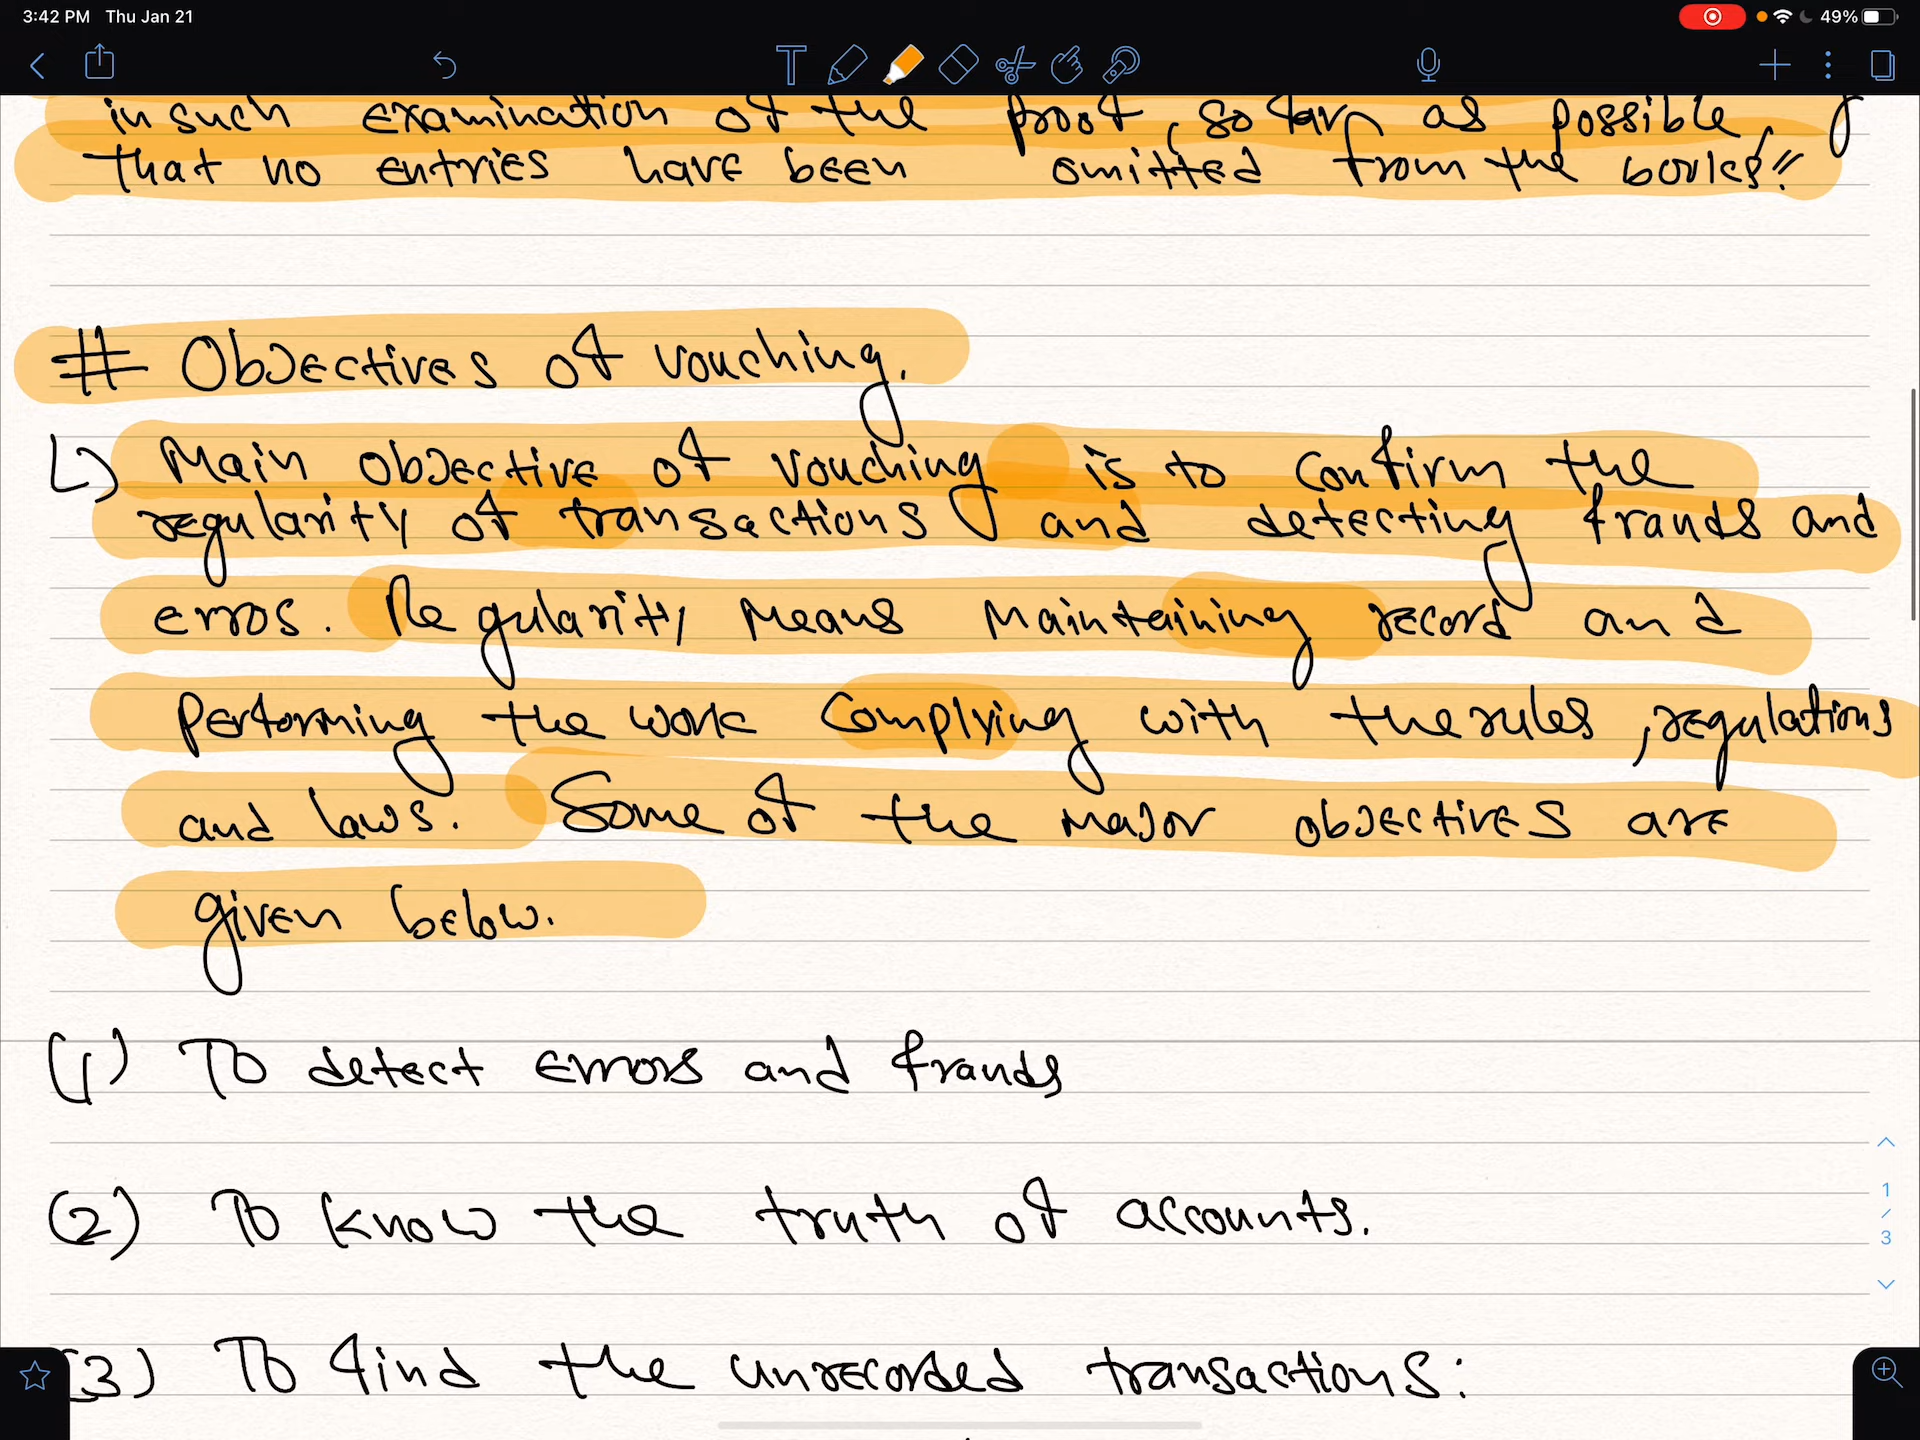 3:42 PM Thu Jan 21
49%
in such examination of the proof, so far as possible,
that no entries have been omitted from the books."
# Objectives of vouching.
Main objective of vouching is to confirm the
regularity of transactions and detecting frauds and
erros. Regularity means maintaining record and
performing the work complying with the rules, regulations
and laws. Some of the major objectives are
given below.
(1) To detect errors and frauds
(2) To know the truth of accounts.
(3) To find the unrecorded transactions:
1
/
3